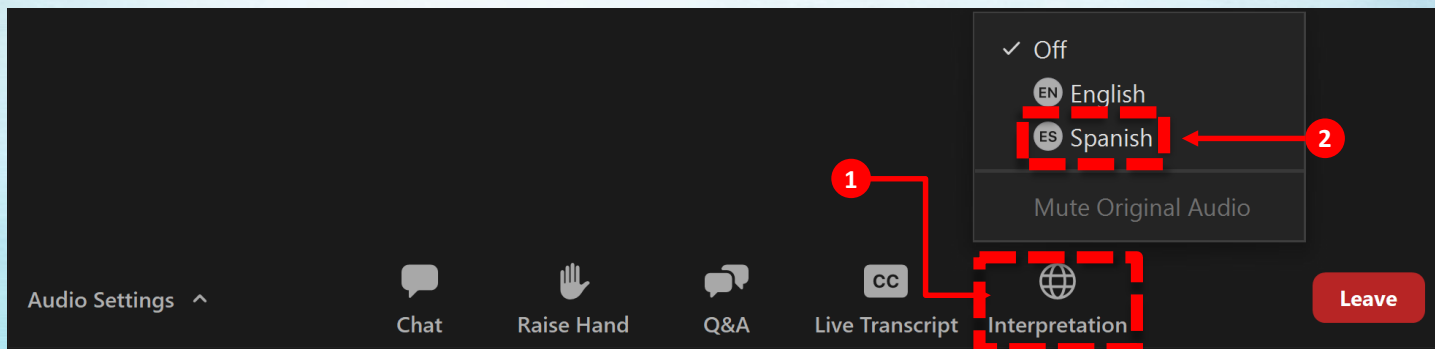 Off
EN English
ES Spanish
2
1
Mute Original Audio
Audio Settings
CC
Chat
Raise Hand
Q&A
Live Transcript
Interpretation
Leave